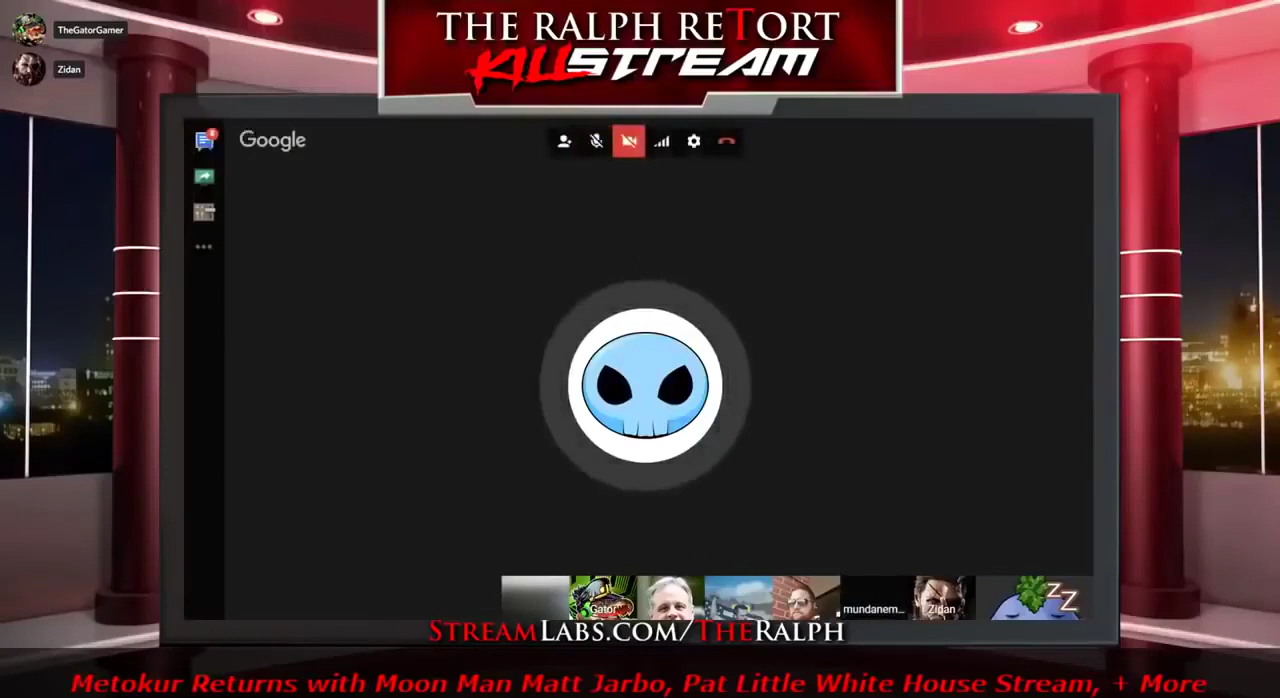 TheGatorGamer
Zidan
THE RALPH RETORT
KILLSTREAM
8
Google
Gator
mundanem...
Zidan
Z
Z
STREAMLABS.COM/THERALPH
Metokur Returns with Moon Man Matt Jarbo, Pat Little White House Stream, + More